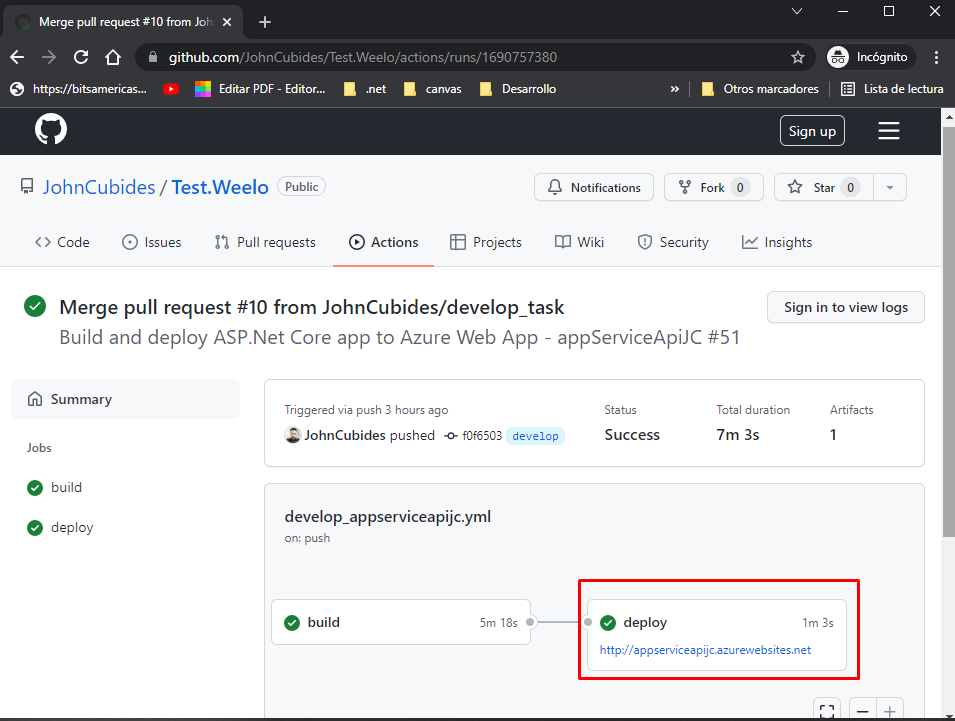 Merge pull request #10 from Joh
github.com/JohnCubides/Test.Weelo/actions/runs/1690757380
Incógnito
https://bitsamericas...
Editar PDF - Editor...
.net
canvas
Desarrollo
»
Otros marcadores
Lista de lectura
Sign up
JohnCubides / Test.Weelo Public
Notifications
Fork 0
Star 0
Code
Issues
Pull requests
Actions
Projects
Wiki
Security
Insights
Merge pull request #10 from JohnCubides/develop_task
Sign in to view logs
Build and deploy ASP.Net Core app to Azure Web App - appServiceApiJC #51
Summary
Jobs
build
deploy
Triggered via push 3 hours ago
JohnCubides pushed f0f6503 develop
Status
Success
Total duration
7m 3s
Artifacts
1
develop_appserviceapijc.yml
on: push
build 5m 18s
deploy 1m 3s
http://appserviceapijc.azurewebsites.net